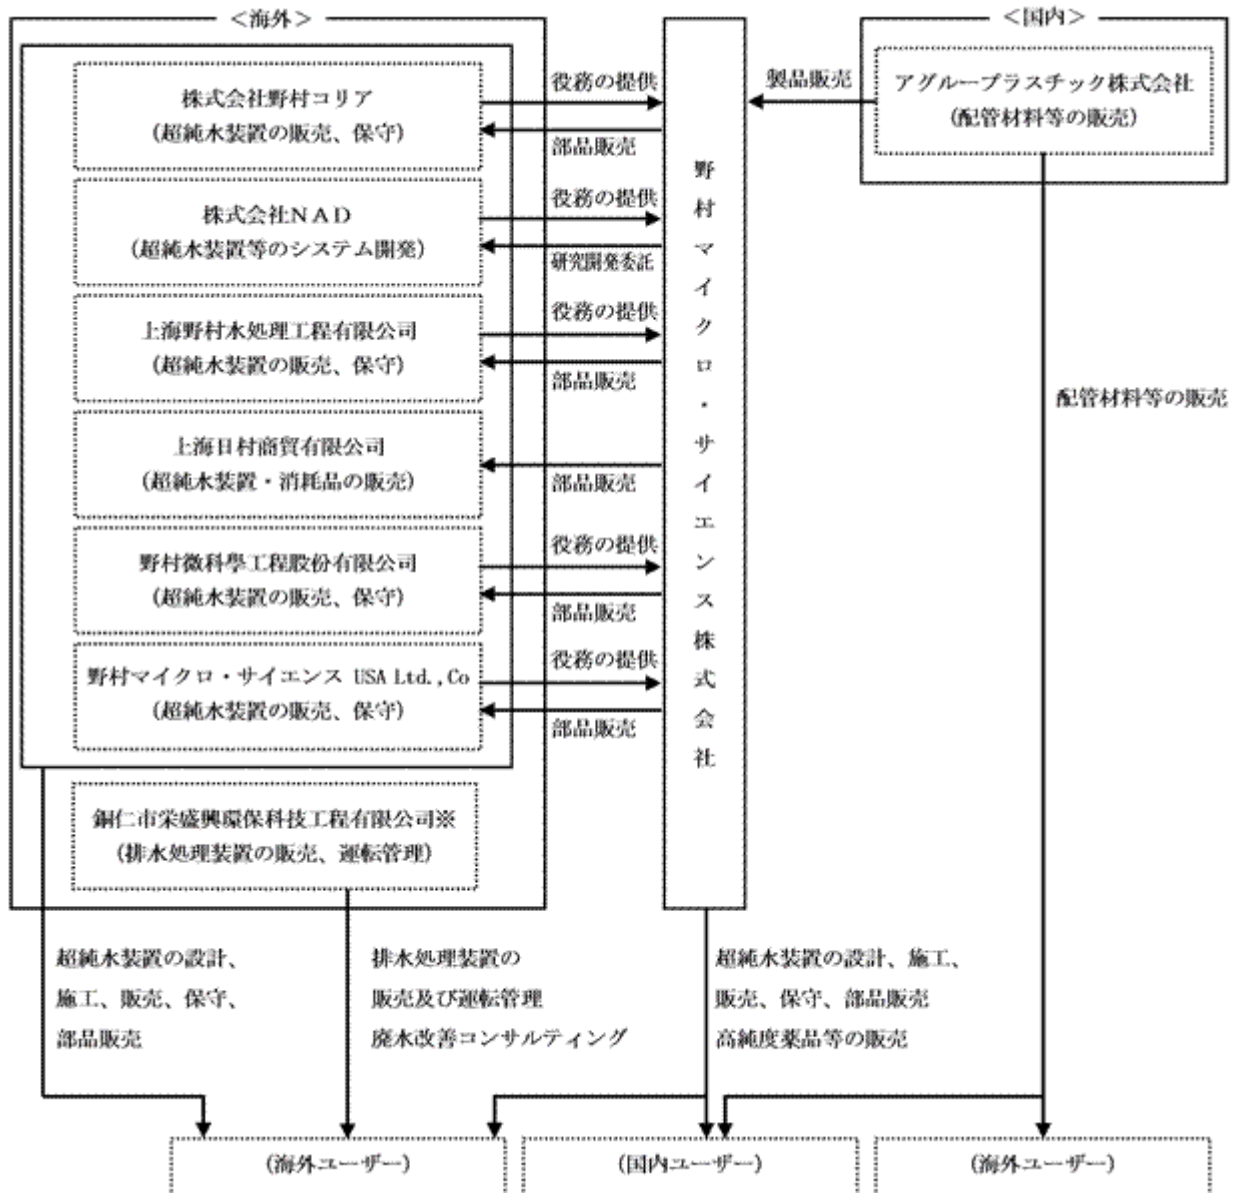 ＜海外＞
株式会社野村コリア
(超純水装置の販売、保守)
株式会社ＮＡＤ
(超純水装置等のシステム開発)
上海野村水処理工程有限公司
(超純水装置の販売、保守)
上海日村商貿有限公司
(超純水装置・消耗品の販売)
野村微科學工程股份有限公司
(超純水装置の販売、保守)
野村マイクロ・サイエンス USA Ltd.,Co
(超純水装置の販売、保守)
銅仁市栄盛興環保科技工程有限公司※
(排水処理装置の販売、運転管理)
役務の提供
部品販売
役務の提供
研究開発委託
役務の提供
部品販売
部品販売
役務の提供
部品販売
役務の提供
部品販売
野村マイクロ・サイエンス株式会社
＜国内＞
アグループラスチック株式会社
(配管材料等の販売)
製品販売
配管材料等の販売
超純水装置の設計、
施工、販売、保守、
部品販売
排水処理装置の
販売及び運転管理
廃水改善コンサルティング
超純水装置の設計、施工、
販売、保守、部品販売
高純度薬品等の販売
(海外ユーザー)
(国内ユーザー)
(海外ユーザー)